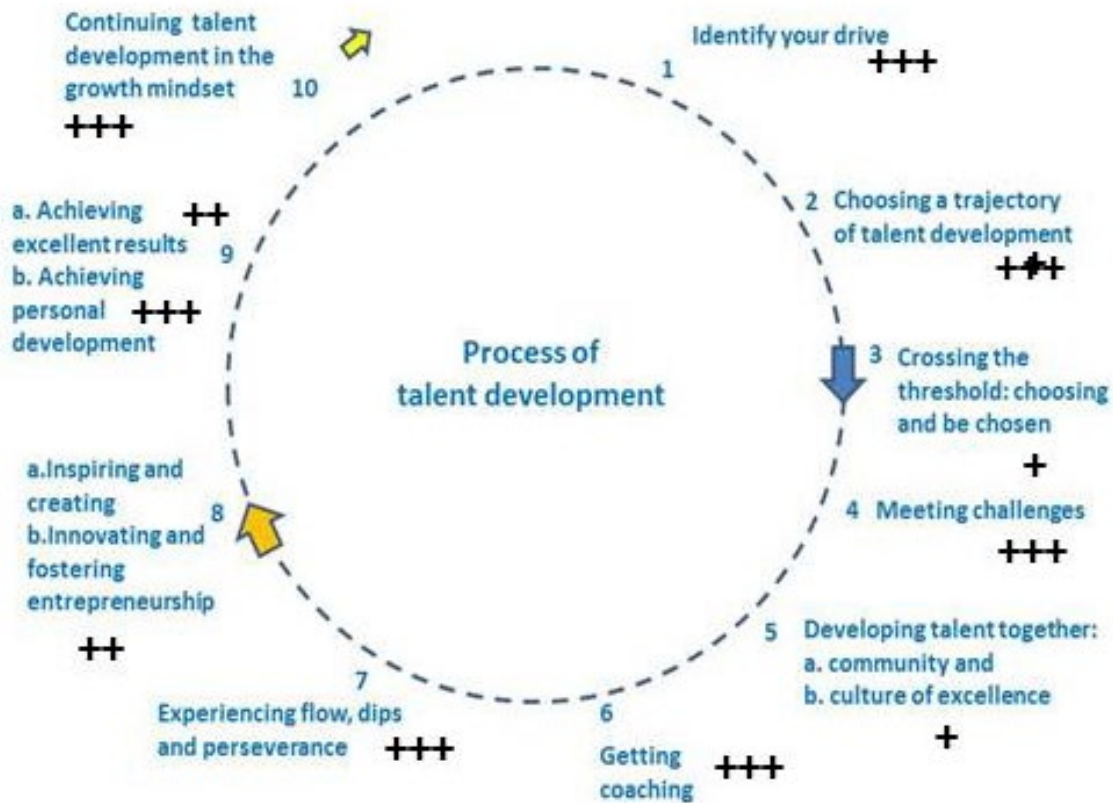 Process of
talent development
1
Identify your drive
+++
2 Choosing a trajectory
of talent development
+++
+
3 Crossing the
threshold: choosing
and be chosen
+
4 Meeting challenges
+++
5 Developing talent together:
a. community and
b. culture of excellence
+
6
Getting
coaching
+++
7
Experiencing flow, dips
and perseverance
+++
8
a.Inspiring and
creating
b.Innovating and
fostering
entrepreneurship
++
9
a. Achieving ++
excellent results
b. Achieving
personal +++
development
Continuing talent
development in the
growth mindset 10
+++